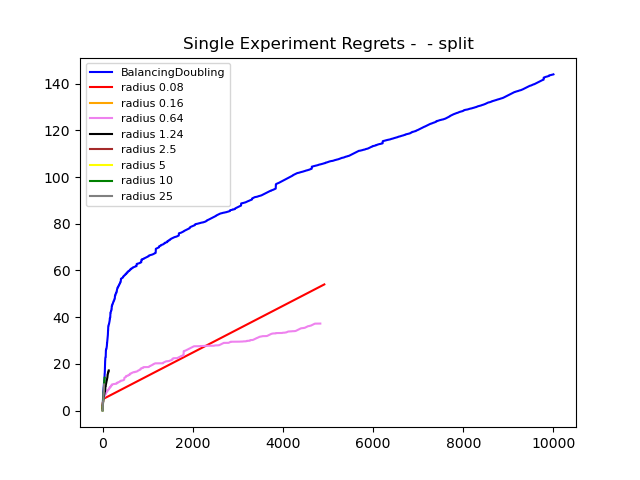 Single Experiment Regrets -  - split
BalancingDoubling
radius 0.08
radius 0.16
radius 0.64
radius 1.24
radius 2.5
radius 5
radius 10
radius 25
140
120
100
80
60
40
20
0
0 2000 4000 6000 8000 10000